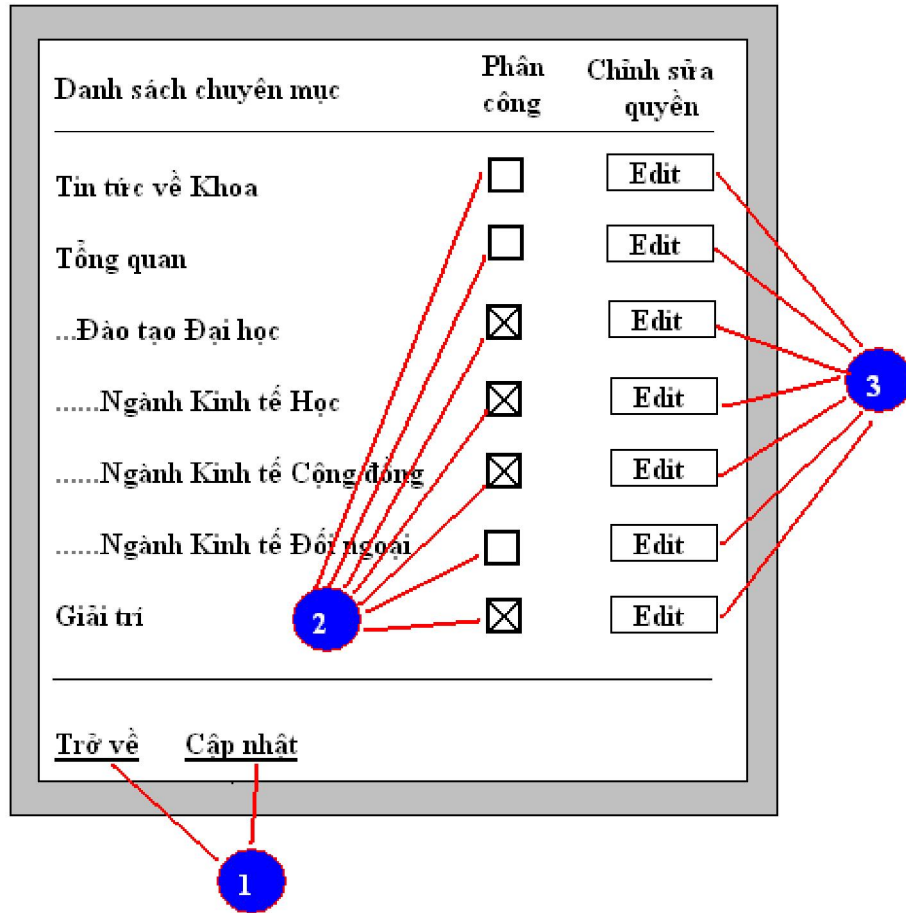 Danh sách chuyên mục Phân công Chỉnh sửa quyền
Tin tức về Khoa Edit
Tổng quan Edit
...Đào tạo Đại học Edit
......Ngành Kinh tế Học Edit
......Ngành Kinh tế Cộng đồng Edit
......Ngành Kinh tế Đối ngoại Edit
Giải trí 2 Edit
3
Trở về Cập nhật
1